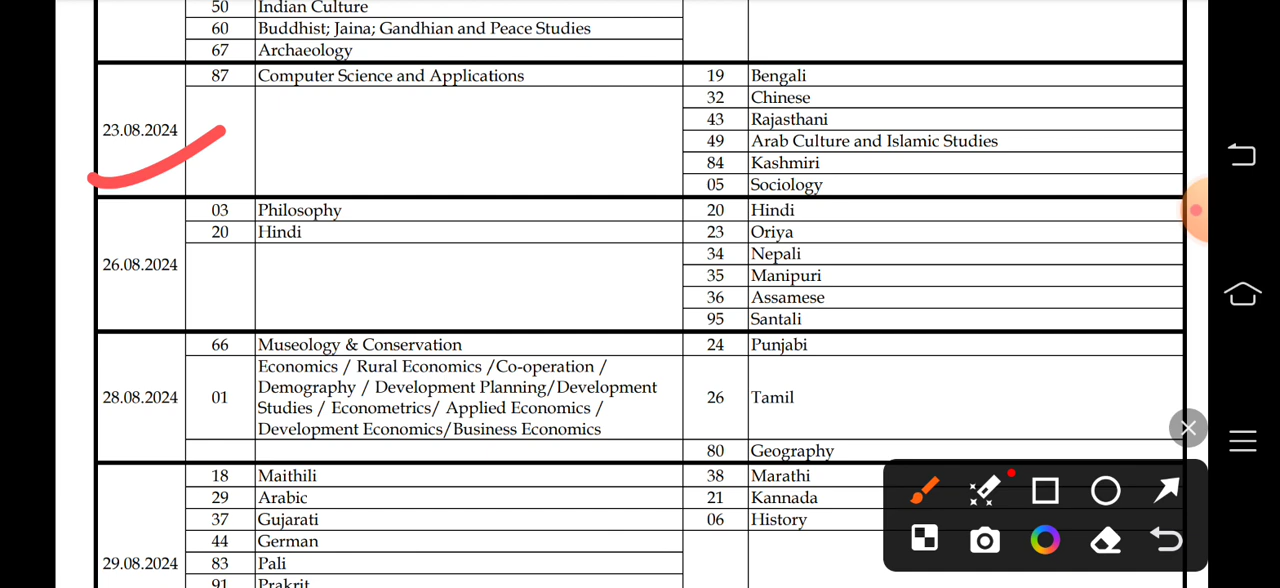 50 Indian Culture
60 Buddhist; Jaina; Gandhian and Peace Studies
67 Archaeology
87 Computer Science and Applications 19 Bengali
32 Chinese
43 Rajasthani
23.08.2024
49 Arab Culture and Islamic Studies
84 Kashmiri
05 Sociology
03 Philosophy 20 Hindi
20 Hindi 23 Oriya
34 Nepali
26.08.2024
35 Manipuri
36 Assamese
95 Santali
66 Museology & Conservation 24 Punjabi
Economics / Rural Economics /Co-operation /
Demography / Development Planning/Development
28.08.2024 01 26 Tamil
Studies / Econometrics/ Applied Economics /
Development Economics/Business Economics
80 Geography
18 Maithili 38 Marathi
29 Arabic 21 Kannada
37 Gujarati 06 History
44 German
29.08.2024 83 Pali
91 Prakrit